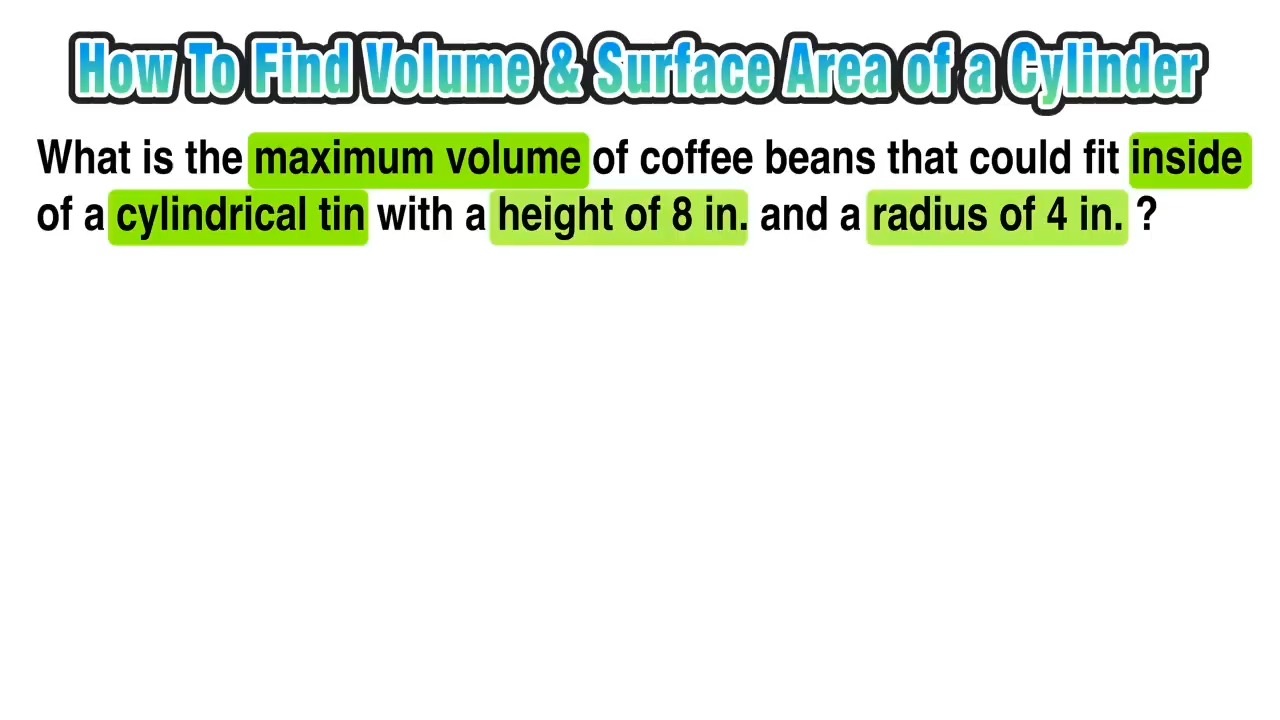 How To Find Volume & Surface Area of a Cylinder
What is the maximum volume of coffee beans that could fit inside
of a cylindrical tin with a height of 8 in. and a radius of 4 in. ?